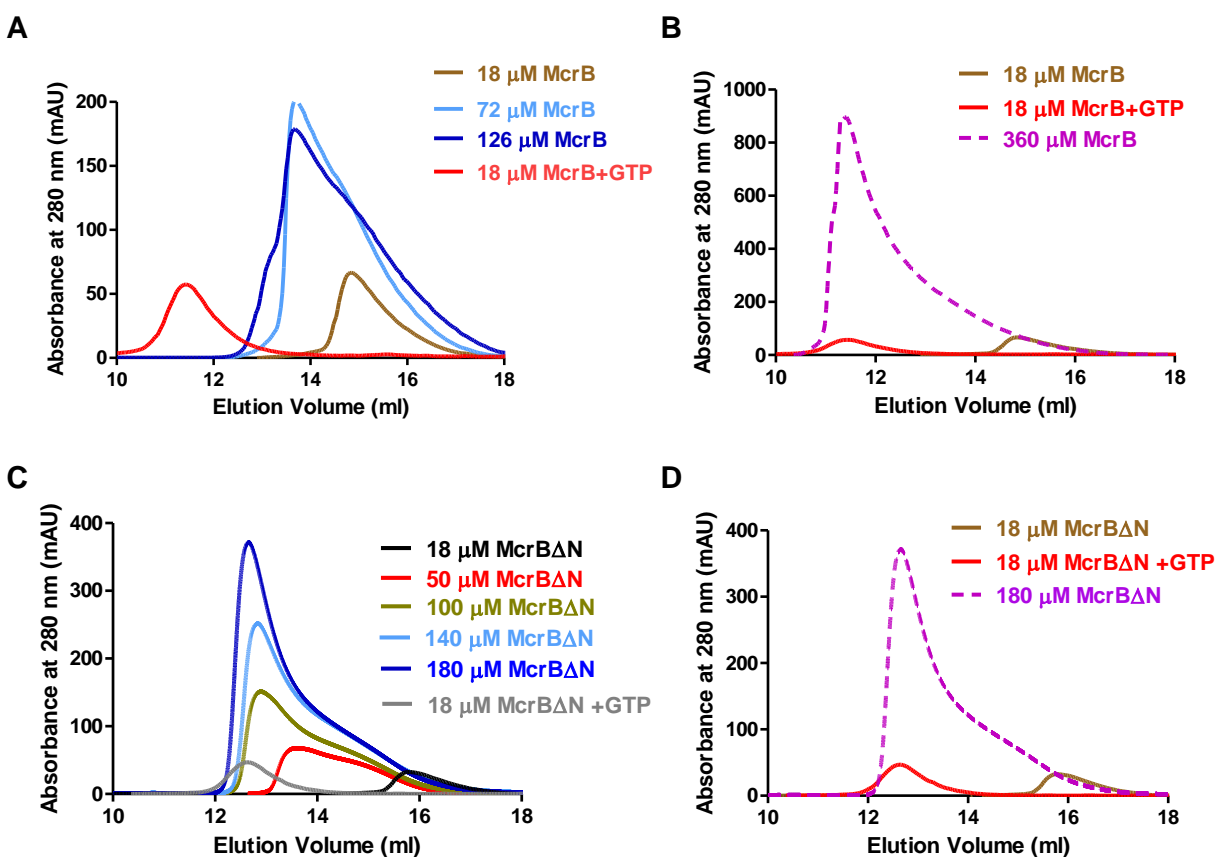 A
18 μM McrB
72 μM McrB
126 μM McrB
18 μM McrB+GTP
Absorbance at 280 nm (mAU)
200
150
100
50
0
10 12 14 16 18
Elution Volume (ml)
B
18 μM McrB
18 μM McrB+GTP
360 μM McrB
Absorbance at 280 nm (mAU)
1000
800
600
400
200
0
10 12 14 16 18
Elution Volume (ml)
C
18 μM McrBΔN
50 μM McrBΔN
100 μM McrBΔN
140 μM McrBΔN
180 μM McrBΔN
18 μM McrBΔN +GTP
Absorbance at 280 nm (mAU)
400
300
200
100
0
10 12 14 16 18
Elution Volume (ml)
D
18 μM McrBΔN
18 μM McrBΔN +GTP
180 μM McrBΔN
Absorbance at 280 nm (mAU)
400
300
200
100
0
10 12 14 16 18
Elution Volume (ml)